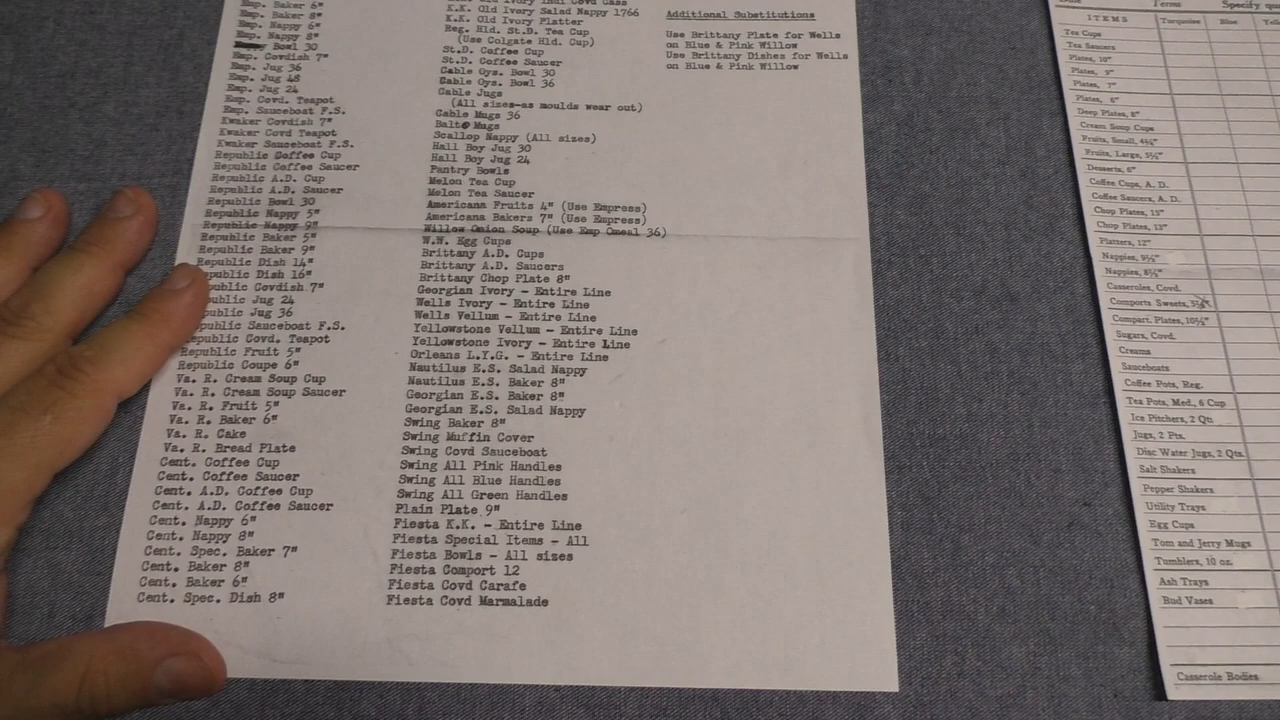 Emp. Baker 6"
Emp. Baker 8"
Emp. Nappy 6"
Emp. Nappy 8"
Bowl 30
Emp. Covdish 7"
Emp. Jug 36
Emp. Jug 48
Emp. Jug 24
Emp. Covd. Teapot
Emp. Sauceboat F.S.
Kwaker Covdish 7"
Kwaker Covd Teapot
Kwaker Sauceboat F.S.
Republic Coffee Cup
Republic Coffee Saucer
Republic A.D. Cup
Republic A.D. Saucer
Republic Bowl 30
Republic Nappy 5"
Republic Nappy 9"
Republic Baker 5"
Republic Baker 9"
Republic Dish 14"
Republic Dish 16"
Republic Covdish 7"
public Jug 24
public Jug 36
public Sauceboat F.S.
epublic Covd. Teapot
Republic Fruit 5"
Republic Coupe 6"
Va. R. Cream Soup Cup
Va. R. Cream Soup Saucer
Va. R. Fruit 5"
Va. R. Baker 6"
Va. R. Cake
Va. R. Bread Plate
Cent. Coffee Cup
Cent. Coffee Saucer
Cent. A.D. Coffee Cup
Cent. A.D. Coffee Saucer
Cent. Nappy 6"
Cent. Nappy 8"
Cent. Spec. Baker 7"
Cent. Baker 8"
Cent. Baker 6"
Cent. Spec. Dish 8"
K.K. Old Ivory Salad Nappy 1766
K.K. Old Ivory Platter
Reg. Hld. St.D. Tea Cup
(Use Colgate Hld. Cup)
St.D. Coffee Cup
St.D. Coffee Saucer
Cable Oys. Bowl 30
Cable Oys. Bowl 36
Cable Jugs
(All sizes-as moulds wear out)
Cable Mugs 36
Balto Mugs
Scallop Nappy (All sizes)
Hall Boy Jug 30
Hall Boy Jug 24
Pantry Bowls
Melon Tea Cup
Melon Tea Saucer
Americana Fruits 4" (Use Empress)
Americana Bakers 7" (Use Empress)
Willow Onion Soup (Use Emp Omeal 36)
W.W. Egg Cups
Brittany A.D. Cups
Brittany A.D. Saucers
Brittany Chop Plate 8"
Georgian Ivory - Entire Line
Wells Ivory - Entire Line
Wells Vellum - Entire Line
Yellowstone Vellum - Entire Line
Yellowstone Ivory - Entire Line
Orleans L.Y.G. - Entire Line
Nautilus E.S. Salad Nappy
Nautilus E.S. Baker 8"
Georgian E.S. Baker 8"
Georgian E.S. Salad Nappy
Swing Baker 8"
Swing Muffin Cover
Swing Covd Sauceboat
Swing All Pink Handles
Swing All Blue Handles
Swing All Green Handles
Plain Plate 9"
Fiesta K.K. - Entire Line
Fiesta Special Items - All
Fiesta Bowls - All sizes
Fiesta Comport 12
Fiesta Covd Carafe
Fiesta Covd Marmalade
Additional Substitutions
Use Brittany Plate for Wells
on Blue & Pink Willow
Use Brittany Dishes for Wells
on Blue & Pink Willow
Terms Specify
ITEMS Turquoise Blue
Tea Cups
Tea Saucers
Plates, 10"
Plates, 9"
Plates, 7"
Plates, 6"
Deep Plates, 8"
Cream Soup Cups
Fruits, Small, 4¾"
Fruits, Large, 5½"
Desserts, 6"
Coffee Cups, A. D.
Coffee Saucers, A. D.
Chop Plates, 15"
Chop Plates, 13"
Platters, 12"
Nappies, 9½"
Nappies, 8½"
Casseroles, Covd.
Comports Sweets,
Compart. Plates, 10½"
Sugars, Covd.
Creams
Sauceboats
Coffee Pots, Reg.
Tea Pots, Med., 6 Cup
Ice Pitchers, 2 Qt.
Jugs, 2 Pts.
Disc Water Jugs, 2 Qts.
Salt Shakers
Pepper Shakers
Utility Trays
Egg Cups
Tom and Jerry Mugs
Tumblers, 10 oz.
Ash Trays
Bud Vases
Casserole Bodies